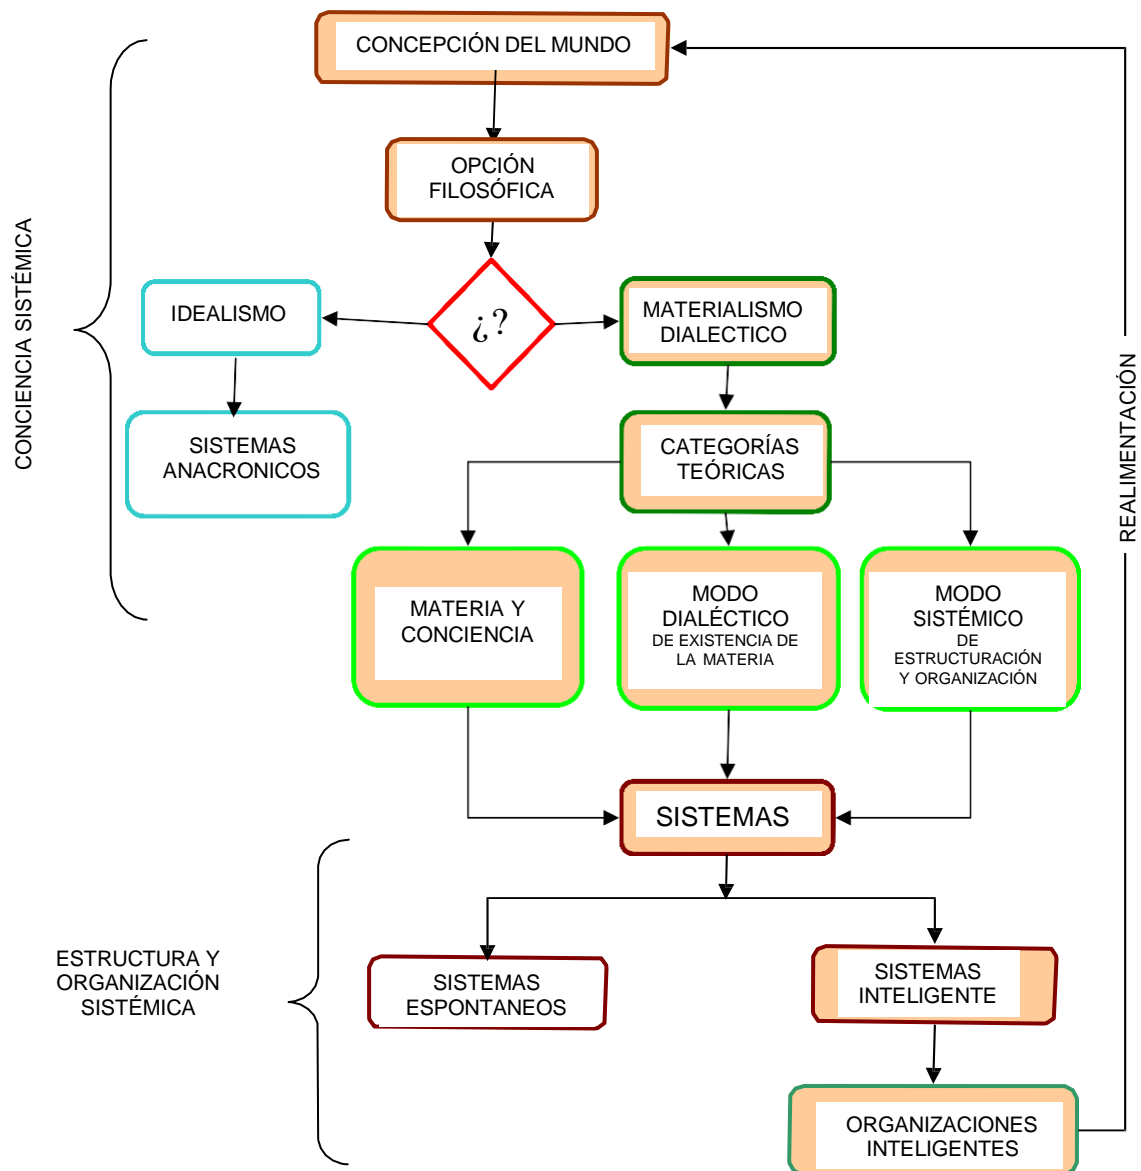 CONCEPCIÓN DEL MUNDO
OPCIÓN
FILOSÓFICA
¿?
IDEALISMO
MATERIALISMO
DIALECTICO
SISTEMAS
ANACRONICOS
CATEGORÍAS
TEÓRICAS
CONCIENCIA SISTÉMICA
REALIMENTACIÓN
MATERIA Y
CONCIENCIA
MODO
DIALÉCTICO
DE EXISTENCIA DE
LA MATERIA
MODO
SISTÉMICO
DE
ESTRUCTURACIÓN
Y ORGANIZACIÓN
SISTEMAS
ESTRUCTURA Y
ORGANIZACIÓN
SISTÉMICA
SISTEMAS
ESPONTANEOS
SISTEMAS
INTELIGENTE
ORGANIZACIONES
INTELIGENTES